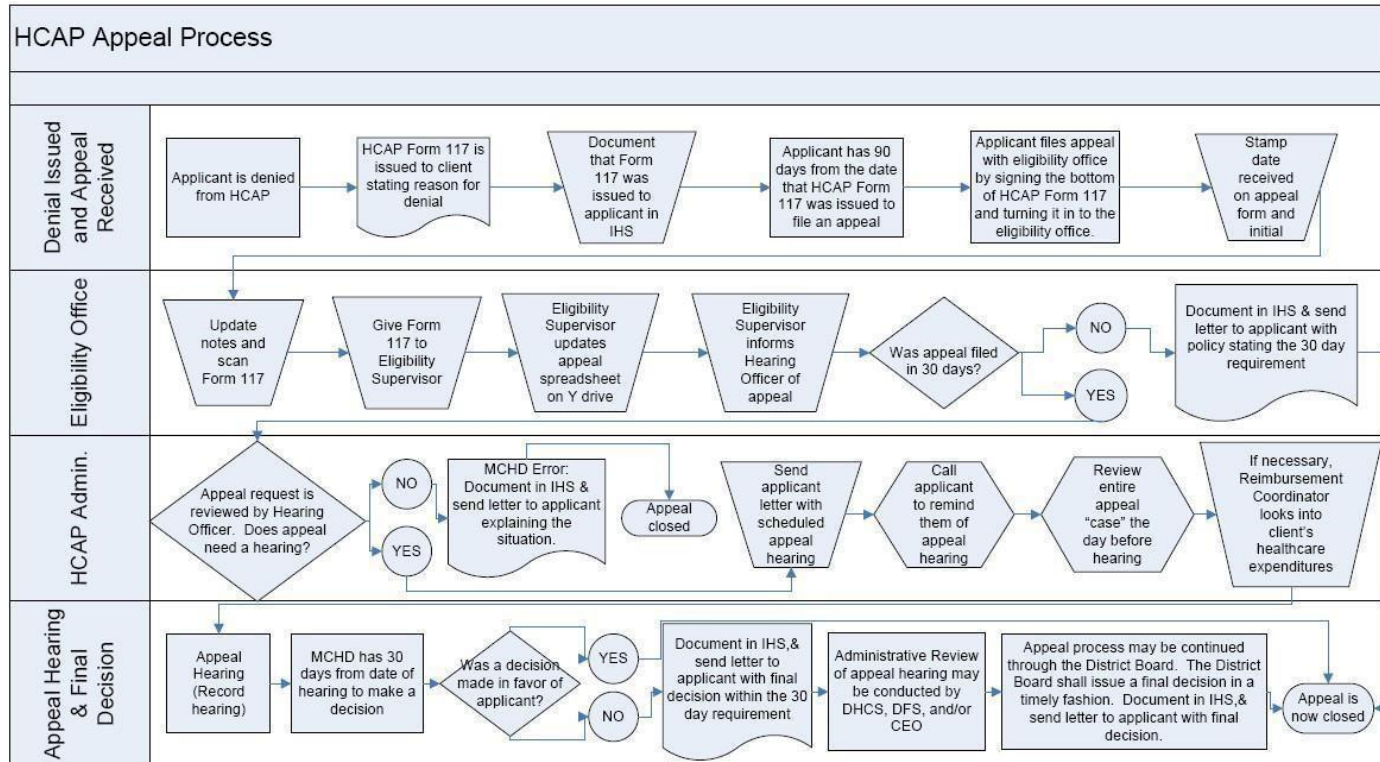 HCAP Appeal Process
Denial Issued
and Appeal
Received
Applicant is denied
from HCAP
HCAP Form 117 is
issued to client
stating reason for
denial
Document
that Form
117 was
issued to
applicant in
IHS
Applicant has 90
days from the date
that HCAP Form
117 was issued to
file an appeal
Applicant files appeal
with eligibility office
by signing the bottom
of HCAP Form 117
and turning it in to the
eligibility office.
Stamp
date
received
on appeal
form and
initial
Eligibility Office
Update
notes and
scan
Form 117
Give Form
117 to
Eligibility
Supervisor
Eligibility
Supervisor
updates
appeal
spreadsheet
on Y drive
Eligibility
Supervisor
informs
Hearing
Officer of
appeal
Was appeal filed
in 30 days?
NO
YES
Document in IHS & send
letter to applicant with
policy stating the 30 day
requirement
HCAP Admin.
Appeal request is
reviewed by Hearing
Officer. Does appeal
need a hearing?
NO
YES
MCHD Error:
Document in IHS &
send letter to applicant
explaining the
situation.
Appeal
closed
Send
applicant
letter with
scheduled
appeal
hearing
Call
applicant
to remind
them of
appeal
hearing
Review
entire
appeal
“case” the
day before
hearing
If necessary,
Reimbursement
Coordinator
looks into
client’s
healthcare
expenditures
Appeal Hearing
& Final
Decision
Appeal
Hearing
(Record
hearing)
MCHD has 30
days from date of
hearing to make a
decision
Was a decision
made in favor of
applicant?
YES
NO
Document in IHS,&
send letter to
applicant with final
decision within the 30
day requirement
Administrative Review
of appeal hearing may
be conducted by
DHCS, DFS, and/or
CEO
Appeal process may be continued
through the District Board. The District
Board shall issue a final decision in a
timely fashion. Document in IHS,&
send letter to applicant with final
decision.
Appeal is
now closed